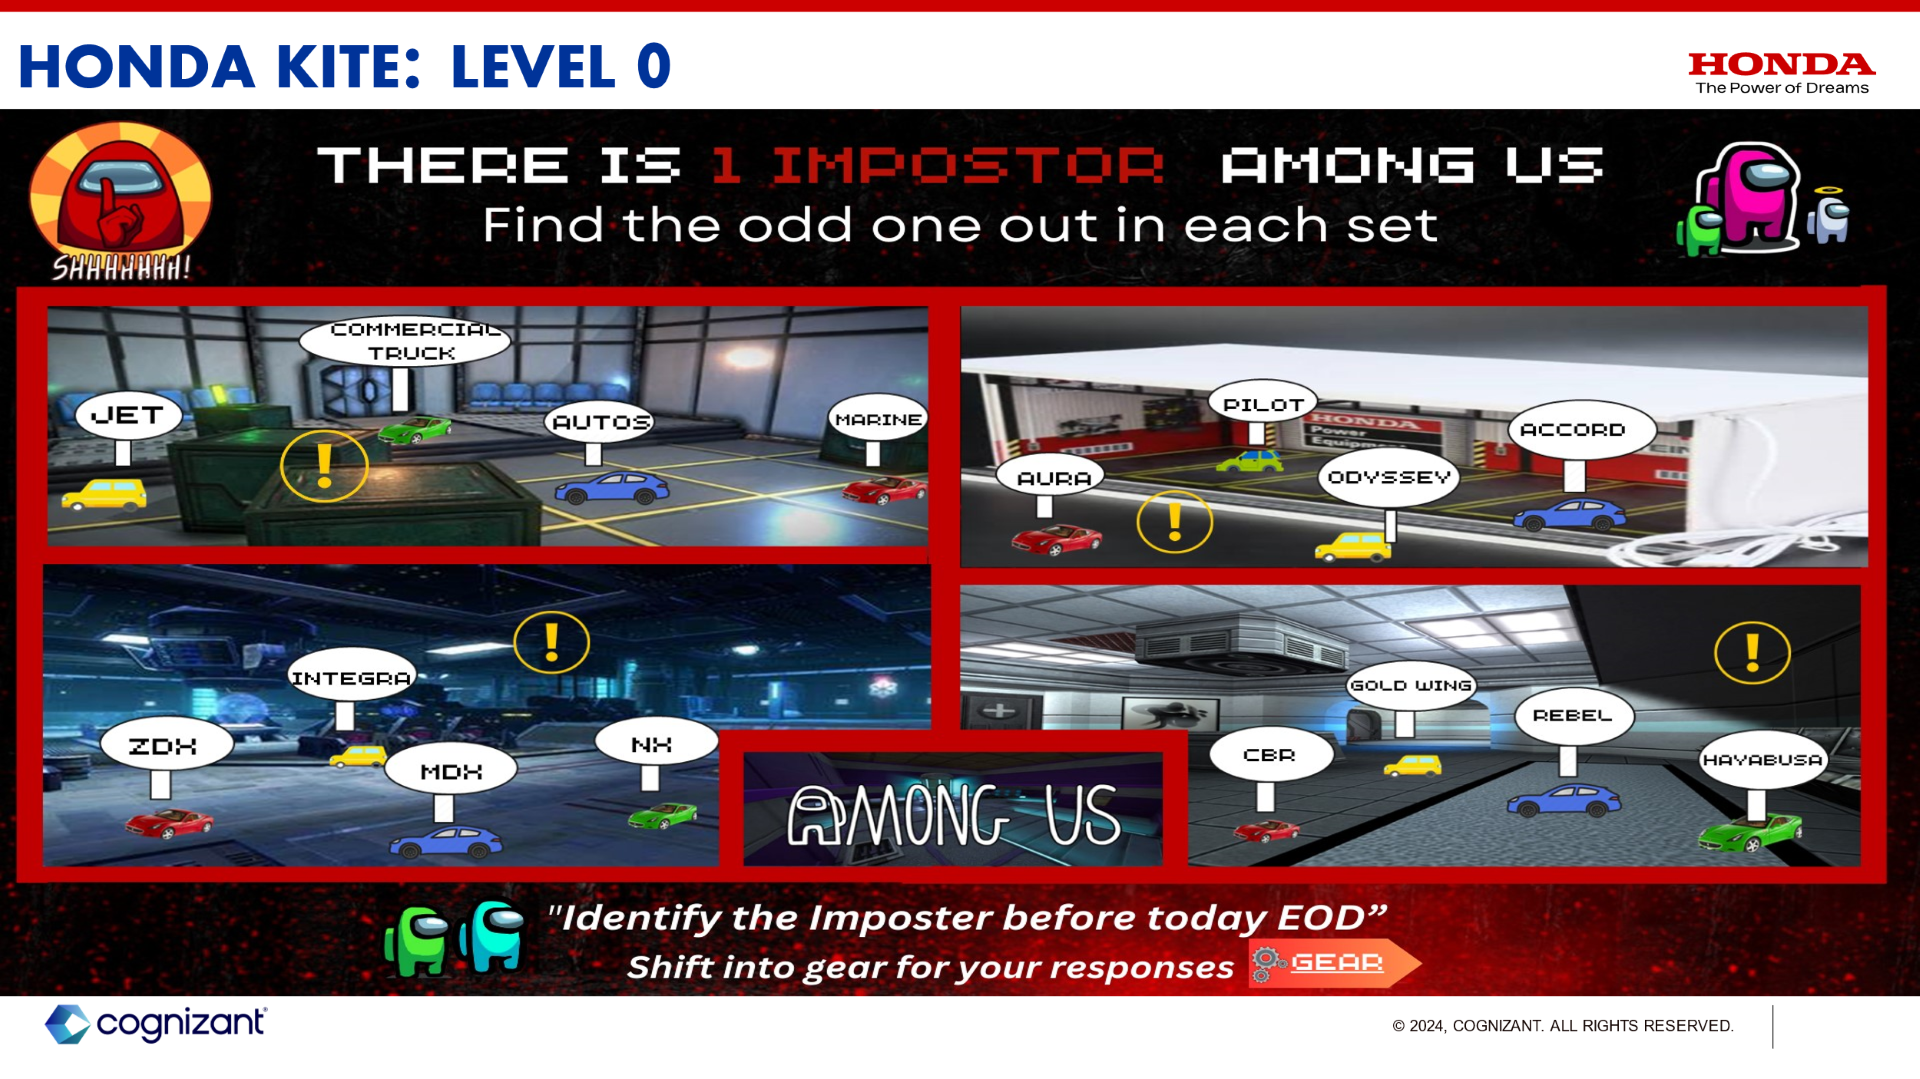 HONDA KITE: LEVEL 0
HONDA
The Power of Dreams
SHHHHHHH!
THERE IS 1 IMPOSTOR AMONG US
Find the odd one out in each set
COMMERCIAL
TRUCK
JET
AUTOS
MARINE
!
PILOT
HONDA
Power
Equipment
ACCORD
AURA
ODYSSEY
!
!
INTEGRA
ZDX
MDX
NX
!
GOLD WING
REBEL
CBR
HAYABUSA
AMONG US
"Identify the Imposter before today EOD”
Shift into gear for your responses GEAR
cognizant
© 2024, COGNIZANT. ALL RIGHTS RESERVED.